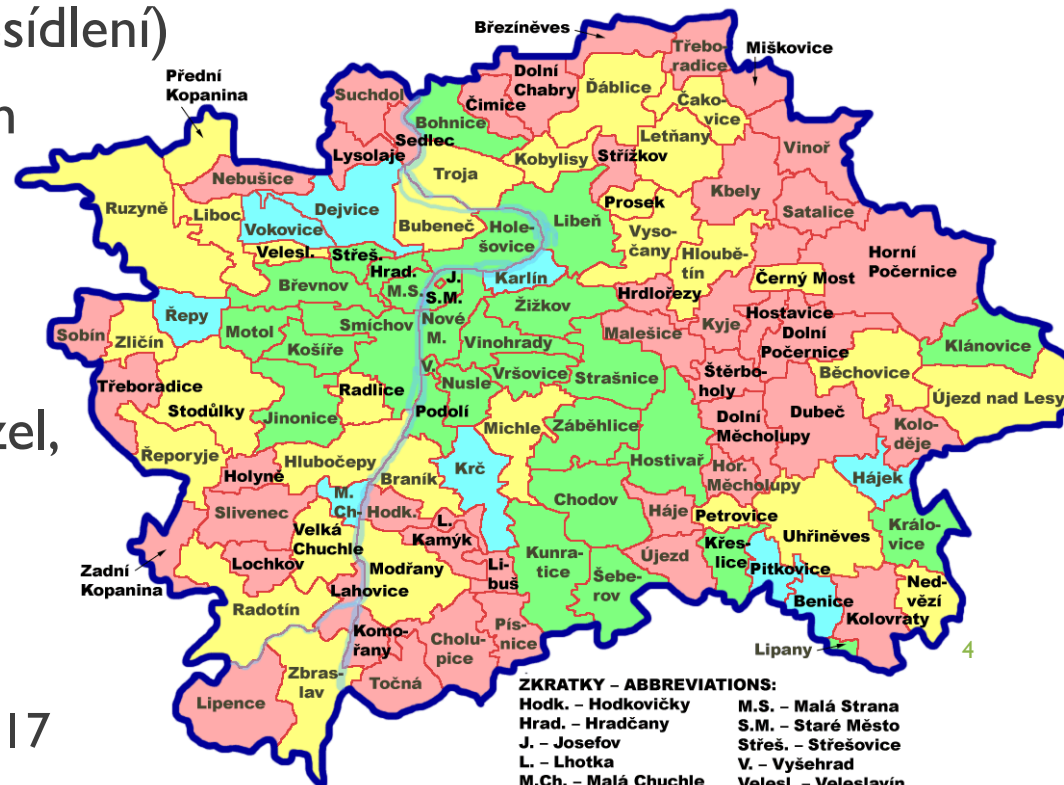 sídlení)
n
zel,
17
4
Březiněves
Třebo-
radice
Miškovice
Přední
Kopanina
Suchdol
Dolní
Chabry
Čimice
Ďáblice
Čako-
vice
Bohnice
Sedlec
Letňany
Lysolaje
Kobylisy
Střížkov
Vinoř
Troja
Nebušice
Kbely
Ruzyně
Liboc
Dejvice
Prosek
Satalice
Vokovice
Bubeneč
Hole-
šovice
Libeň
Vyso-
čany
Hloubě-
tín
Horní
Počernice
Velesl.
Střeš.
Hrad.
Břevnov
M.S.
J.
S.M.
Karlín
Černý Most
Hrdlořezy
Žižkov
Hostavice
Řepy
Sobín
Zličín
Motol
Smíchov
Nové
M.
Malešice
Kyje
Dolní
Počernice
Klánovice
Košíře
Vinohrady
V.
Vršovice
Strašnice
Štěrbo-
holy
Běchovice
Třeboradice
Radlice
Nusle
Újezd nad Lesy
Stodůlky
Jinonice
Podolí
Michle
Záběhlice
Dolní
Měcholupy
Dubeč
Kolo-
děje
Řeporyje
Hlubočepy
Braník
Krč
Hostivař
Hor.
Měcholupy
Hájek
Holyně
M.
Ch-
Hodk.
Chodov
Slivenec
Velká
Chuchle
L.
Kamýk
Háje
Petrovice
Uhřiněves
Králo-
vice
Lochkov
Modřany
Li-
buš
Kunra-
tice
Újezd
Křes-
lice
Pitkovice
Zadní
Kopanina
Lahovice
Šebe-
rov
Benice
Ned-
vězí
Radotín
Komo-
řany
Cholu-
pice
Pís-
nice
Kolovraty
Lipany
Zbras-
lav
Točná
Lipence
ZKRATKY – ABBREVIATIONS:
Hodk. – Hodkovičky
Hrad. – Hradčany
J. – Josefov
L. – Lhotka
M.Ch. – Malá Chuchle
M.S. – Malá Strana
S.M. – Staré Město
Střeš. – Střešovice
V. – Vyšehrad
Velesl. – Veleslavín